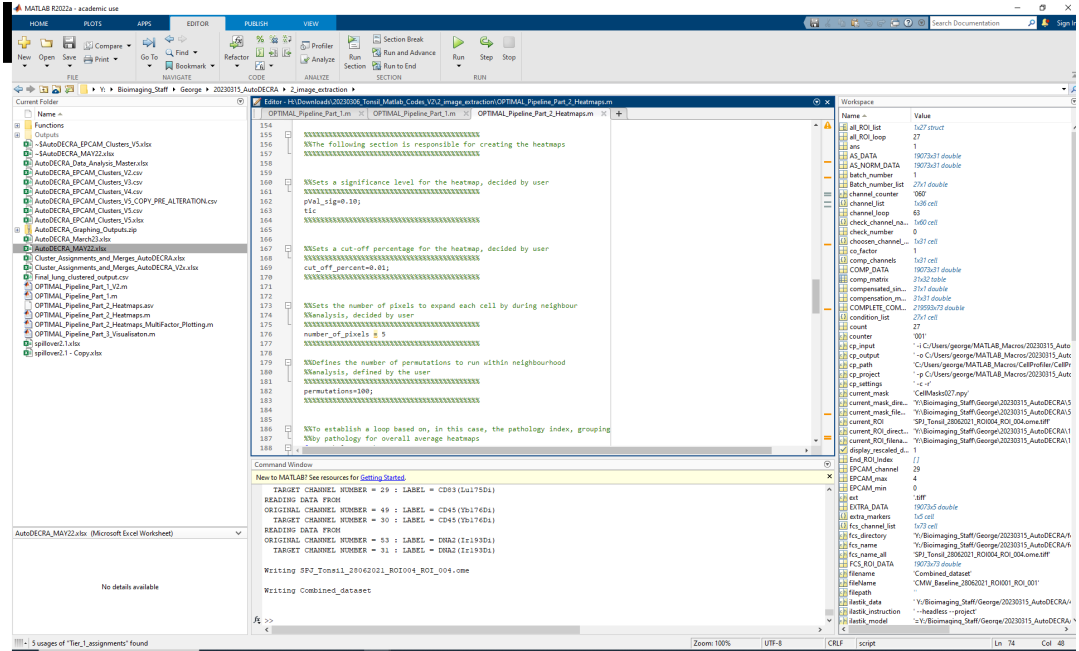 MATLAB R2022a - academic use
HOME PLOTS APPS EDITOR PUBLISH VIEW
Search Documentation
Sign In
New Open Save Compare Print
Go To Find Bookmark
Refactor
Profiler Analyze
Run Section
Section Break
Run and Advance
Run to End
Run Step Stop
FILE NAVIGATE CODE ANALYZE SECTION RUN
Y: Bioimaging_Staff George 20230315_AutoDECRA 2_image_extraction
Current Folder
Name
Functions
Outputs
~$AutoDECRA_EPCAM_Clusters_V5.xlsx
~$AutoDECRA_MAY22.xlsx
AutoDECRA_Data_Analysis_Master.xlsx
AutoDECRA_EPCAM_Clusters_V2.csv
AutoDECRA_EPCAM_Clusters_V3.csv
AutoDECRA_EPCAM_Clusters_V4.csv
AutoDECRA_EPCAM_Clusters_V5_COPY_PRE_ALTERATION.csv
AutoDECRA_EPCAM_Clusters_V5.csv
AutoDECRA_EPCAM_Clusters_V5.xlsx
AutoDECRA_Graphing_Outputs.zip
AutoDECRA_March23.xlsx
AutoDECRA_MAY22.xlsx
Cluster_Assignments_and_Merges_AutoDECRA.xlsx
Cluster_Assignments_and_Merges_AutoDECRA_V2x.xlsx
Final_lung_clustered_output.csv
OPTIMAL_Pipeline_Part_1_V2.m
OPTIMAL_Pipeline_Part_1.m
OPTIMAL_Pipeline_Part_2_Heatmaps.asv
OPTIMAL_Pipeline_Part_2_Heatmaps.m
OPTIMAL_Pipeline_Part_2_Heatmaps_MultiFactor_Plotting.m
OPTIMAL_Pipeline_Part_3_Visualisaton.m
spillover2.1.xlsx
spillover2.1 - Copy.xlsx
AutoDECRA_MAY22.xlsx (Microsoft Excel Worksheet)
No details available
Editor - H:\Downloads\20230306_Tonsil_Matlab_Codes_V2\2_image_extraction\OPTIMAL_Pipeline_Part_2_Heatmaps.m
OPTIMAL_Pipeline_Part_1.m OPTIMAL_Pipeline_Part_1.m OPTIMAL_Pipeline_Part_2_Heatmaps.m
154
155 %%%%%%%%%%%%%%%%%%%%%%%%%%%%%%%%%%%%%%%%%%%%
156 %%The following section is responsible for creating the heatmaps
157 %%%%%%%%%%%%%%%%%%%%%%%%%%%%%%%%%%%%%%%%%%%%
158
159
160 %%Sets a significance level for the heatmap, decided by user
161 %%%%%%%%%%%%%%%%%%%%%%%%%%%%%%%%%%%%%%%%%%%%
162 pVal_sig=0.10;
163 tic
164 %%%%%%%%%%%%%%%%%%%%%%%%%%%%%%%%%%%%%%%%%%%%
165
166
167 %%Sets a cut-off percentage for the heatmap, decided by user
168 %%%%%%%%%%%%%%%%%%%%%%%%%%%%%%%%%%%%%%%%%%%%
169 cut_off_percent=0.01;
170 %%%%%%%%%%%%%%%%%%%%%%%%%%%%%%%%%%%%%%%%%%%%
171
172
173 %%Sets the number of pixels to expand each cell by during neighbour
174 %%analysis, decided by user
175 %%%%%%%%%%%%%%%%%%%%%%%%%%%%%%%%%%%%%%%%%%%%
176 number_of_pixels = 5
177 %%%%%%%%%%%%%%%%%%%%%%%%%%%%%%%%%%%%%%%%%%%%
178
179 %%Defines the number of permutations to run within neighbourhood
180 %%analysis, defined by the user
181 %%%%%%%%%%%%%%%%%%%%%%%%%%%%%%%%%%%%%%%%%%%%
182 permutations=100;
183 %%%%%%%%%%%%%%%%%%%%%%%%%%%%%%%%%%%%%%%%%%%%
184
185
186 %%To establish a loop based on, in this case, the pathology index, grouping
187 %%by pathology for overall average heatmaps
188
Command Window
New to MATLAB? See resources for Getting Started.
TARGET CHANNEL NUMBER = 29 : LABEL = CD83(Lu175Di)
READING DATA FROM
ORIGINAL CHANNEL NUMBER = 49 : LABEL = CD45(Yb176Di)
TARGET CHANNEL NUMBER = 30 : LABEL = CD45(Yb176Di)
READING DATA FROM
ORIGINAL CHANNEL NUMBER = 53 : LABEL = DNA2(Ir193Di)
TARGET CHANNEL NUMBER = 31 : LABEL = DNA2(Ir193Di)
Writing SPJ_Tonsil_28062021_ROI004_ROI_004.ome
Writing Combined_dataset
fx >>
Workspace
Name Value
all_ROI_list 1x27 struct
all_ROI_loop 27
ans 1
AS_DATA 19073x31 double
AS_NORM_DATA 19073x31 double
batch_number 1
Batch_number_list 27x1 double
channel_counter '060'
channel_list 1x36 cell
channel_loop 63
check_channel_na... 1x60 cell
check_number 0
choosen_channel_... 1x31 cell
co_factor 1
comp_channels 1x31 cell
COMP_DATA 19073x31 double
comp_matrix 31x32 table
compensated_sin... 31x1 double
compensation_m... 31x31 double
COMPLETE_COM... 219593x73 double
condition_list 27x1 cell
count 27
counter '001'
cp_input ' -i C:/Users/george/MATLAB_Macros/20230315_Auto
cp_output ' -o C:/Users/george/MATLAB_Macros/20230315_Aut
cp_path 'C:/Users/george/MATLAB_Macros/CellProfiler/CellPr
cp_project ' -p C:/Users/george/MATLAB_Macros/20230315_Aut
cp_settings ' -c -r'
current_mask 'CellMasks027.npy'
current_mask_dire... 'Y:\Bioimaging_Staff\George\20230315_AutoDECRA\5
current_mask_file... 'Y:\Bioimaging_Staff\George\20230315_AutoDECRA\5
current_ROI 'SPJ_Tonsil_28062021_ROI004_ROI_004.ome.tiff'
current_ROI_direct... 'Y:\Bioimaging_Staff\George\20230315_AutoDECRA\1
current_ROI_filena... 'Y:\Bioimaging_Staff\George\20230315_AutoDECRA\1
display_rescaled_d... 1
End_ROI_Index []
EPCAM_channel 29
EPCAM_max 4
EPCAM_min 0
ext '.tiff'
EXTRA_DATA 19073x5 double
extra_markers 1x5 cell
fcs_channel_list 1x73 cell
fcs_directory 'Y:/Bioimaging_Staff/George/20230315_AutoDECRA/f
fcs_name 'Y:/Bioimaging_Staff/George/20230315_AutoDECRA/f
fcs_name_all 'SPJ_Tonsil_28062021_ROI004_ROI_004.ome.tiff'
FCS_ROI_DATA 19073x73 double
filename 'Combined_dataset'
fileName 'CMW_Baseline_28062021_ROI001_ROI_001'
filepath ''
ilastik_data ' Y:/Bioimaging_Staff/George/20230315_AutoDECRA/
ilastik_instruction ' --headless --project'
ilastik_model '=Y:/Bioimaging_Staff/George/20230315_AutoDECRA/
5 usages of "Tier_1_assignments" found
Zoom: 100% UTF-8 CRLF script Ln 74 Col 48